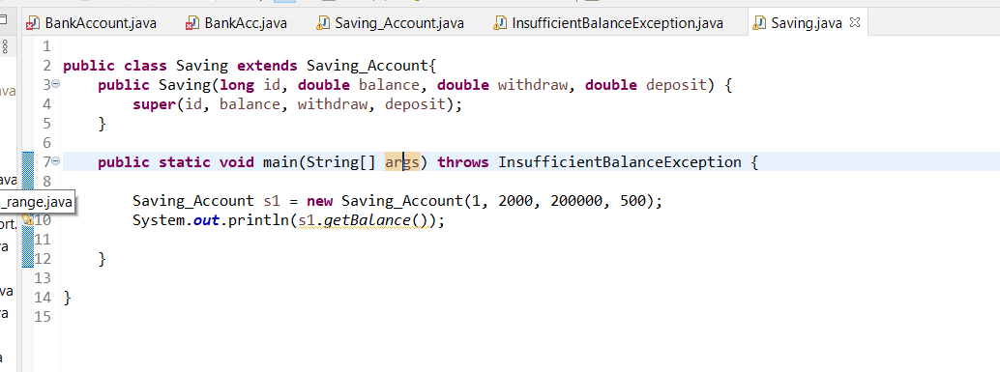 BankAccount.java BankAcc.java Saving_Account.java InsufficientBalanceException.java Saving.java
1
2 public class Saving extends Saving_Account{
3 public Saving(long id, double balance, double withdraw, double deposit) {
4 super(id, balance, withdraw, deposit);
5 }
6
7 public static void main(String[] args) throws InsufficientBalanceException {
8
Saving_Account s1 = new Saving_Account(1, 2000, 200000, 500);
10 System.out.println(s1.getBalance());
11
12 }
13
14 }
15
ava
ava
_range.java
ort.
va
va
va
a